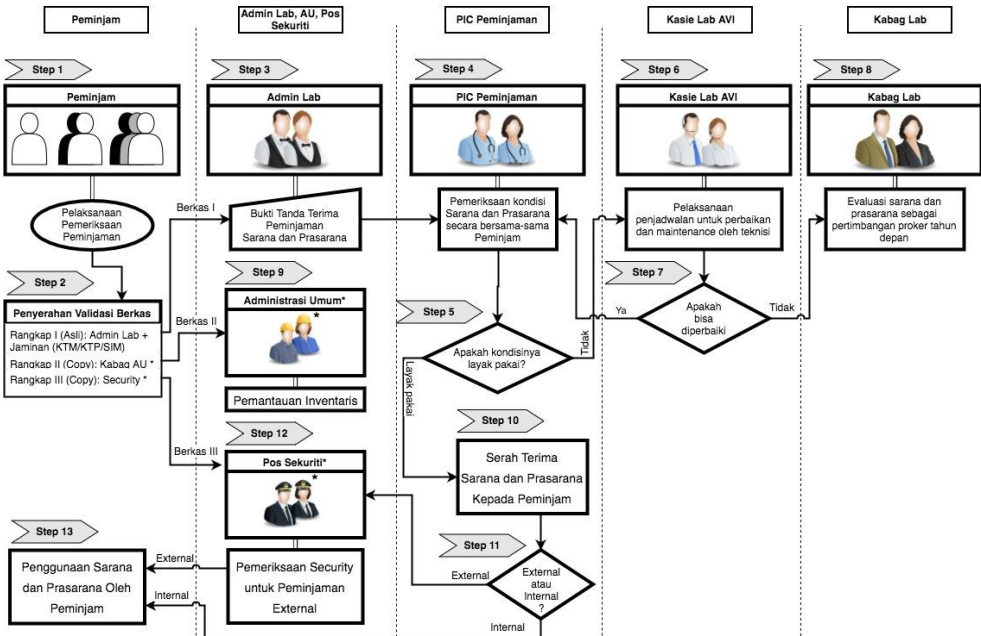 Peminjam
Admin Lab, AU, Pos
Sekuriti
PIC Peminjaman
Kasie Lab AVI
Kabag Lab
Step 1
Peminjam
Pelaksanaan
Pemeriksaan
Peminjaman
Step 2
Penyerahan Validasi Berkas
Rangkap I (Asli): Admin Lab +
Jaminan (KTM/KTP/SIM)
Rangkap II (Copy): Kabag AU *
Rangkap III (Copy): Security *
Berkas I
Berkas II
Berkas III
Step 3
Admin Lab
Bukti Tanda Terima
Peminjaman
Sarana dan Prasarana
Step 4
PIC Peminjaman
Pemeriksaan kondisi
Sarana dan Prasarana
secara bersama-sama
Peminjam
Step 5
Apakah kondisinya
layak pakai?
Tidak
Layak pakai
Step 6
Kasie Lab AVI
Pelaksanaan
penjadwalan untuk perbaikan
dan maintenance oleh teknisi
Step 7
Apakah
bisa
diperbaiki
Ya
Tidak
Step 8
Kabag Lab
Evaluasi sarana dan
prasarana sebagai
pertimbangan proker tahun
depan
Step 9
Administrasi Umum*
*
Pemantauan Inventaris
Step 10
Serah Terima
Sarana dan Prasarana
Kepada Peminjam
Step 11
External
atau
Internal
?
External
Internal
Step 12
Pos Sekuriti*
*
Pemeriksaan Security
untuk Peminjaman
External
Step 13
Penggunaan Sarana
dan Prasarana Oleh
Peminjam
External
Internal